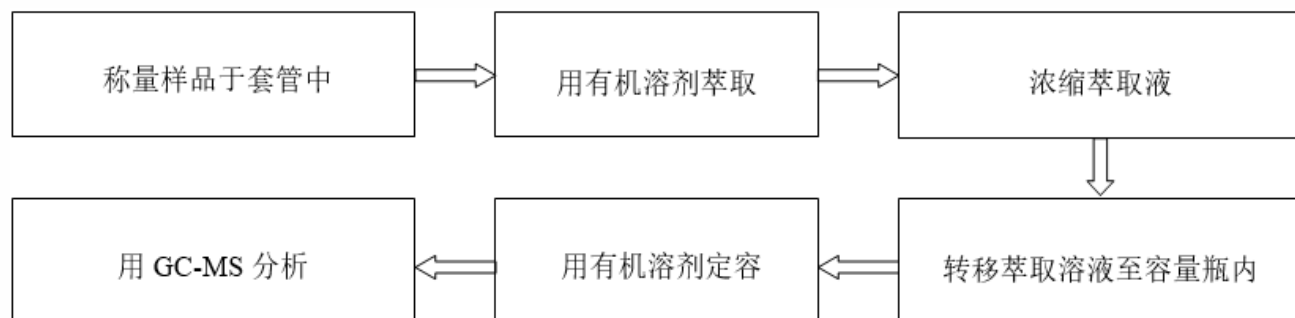 称量样品于套管中
用有机溶剂萃取
浓缩萃取液
转移萃取溶液至容量瓶内
用有机溶剂定容
用 GC-MS 分析